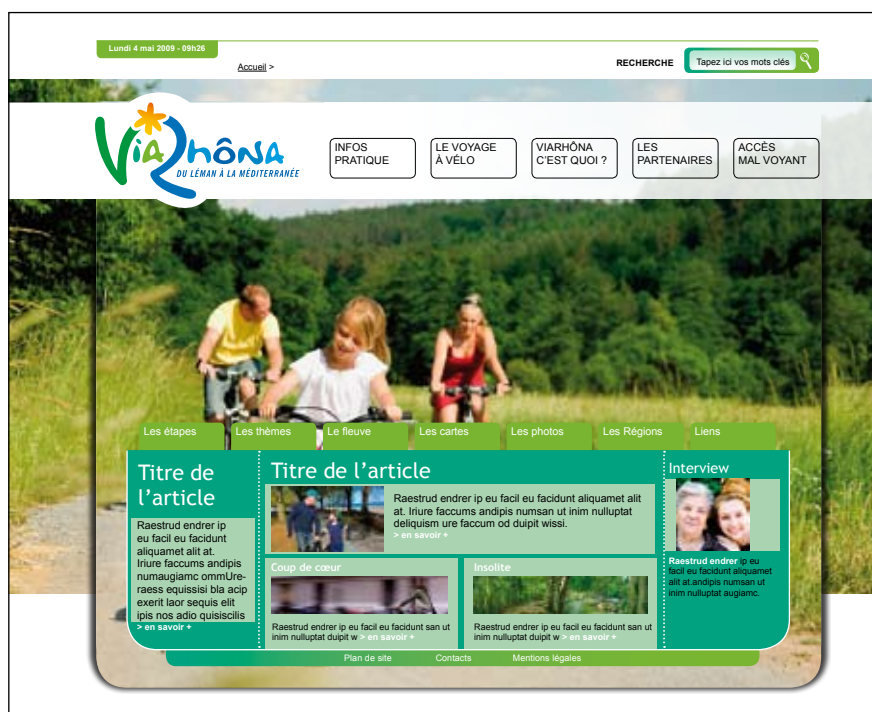 Lundi 4 mai 2009 - 09h26
Accueil >
RECHERCHE
Tapez ici vos mots clés
ViaRhôna
DU LÉMAN À LA MÉDITERRANÉE
INFOS
PRATIQUE
LE VOYAGE
À VÉLO
VIARHÔNA
C'EST QUOI ?
LES
PARTENAIRES
ACCÈS
MAL VOYANT
Les étapes
Les thèmes
Le fleuve
Les cartes
Les photos
Les Régions
Liens
Titre de
l'article
Raestrud endrer ip
eu facil eu facidunt
aliquamet alit at.
Iriure faccums andipis
numaugiamc ommUre-
raess equissisi bla acip
exerit laor sequis elit
ipis nos adio quisiscilis
> en savoir +
Titre de l'article
Raestrud endrer ip eu facil eu facidunt aliquamet alit
at. Iriure faccums andipis numsan ut inim nulluptat
deliquism ure faccum od duipit wissi.
> en savoir +
Coup de cœur
Raestrud endrer ip eu facil eu facidunt san ut
inim nulluptat duipit w > en savoir +
Insolite
Raestrud endrer ip eu facil eu facidunt san ut
inim nulluptat duipit w > en savoir +
Interview
Raestrud endrer ip eu
facil eu facidunt aliquamet
alit at.andipis numsan ut
inim nulluptat augiamc.
Plan de site
Contacts
Mentions légales